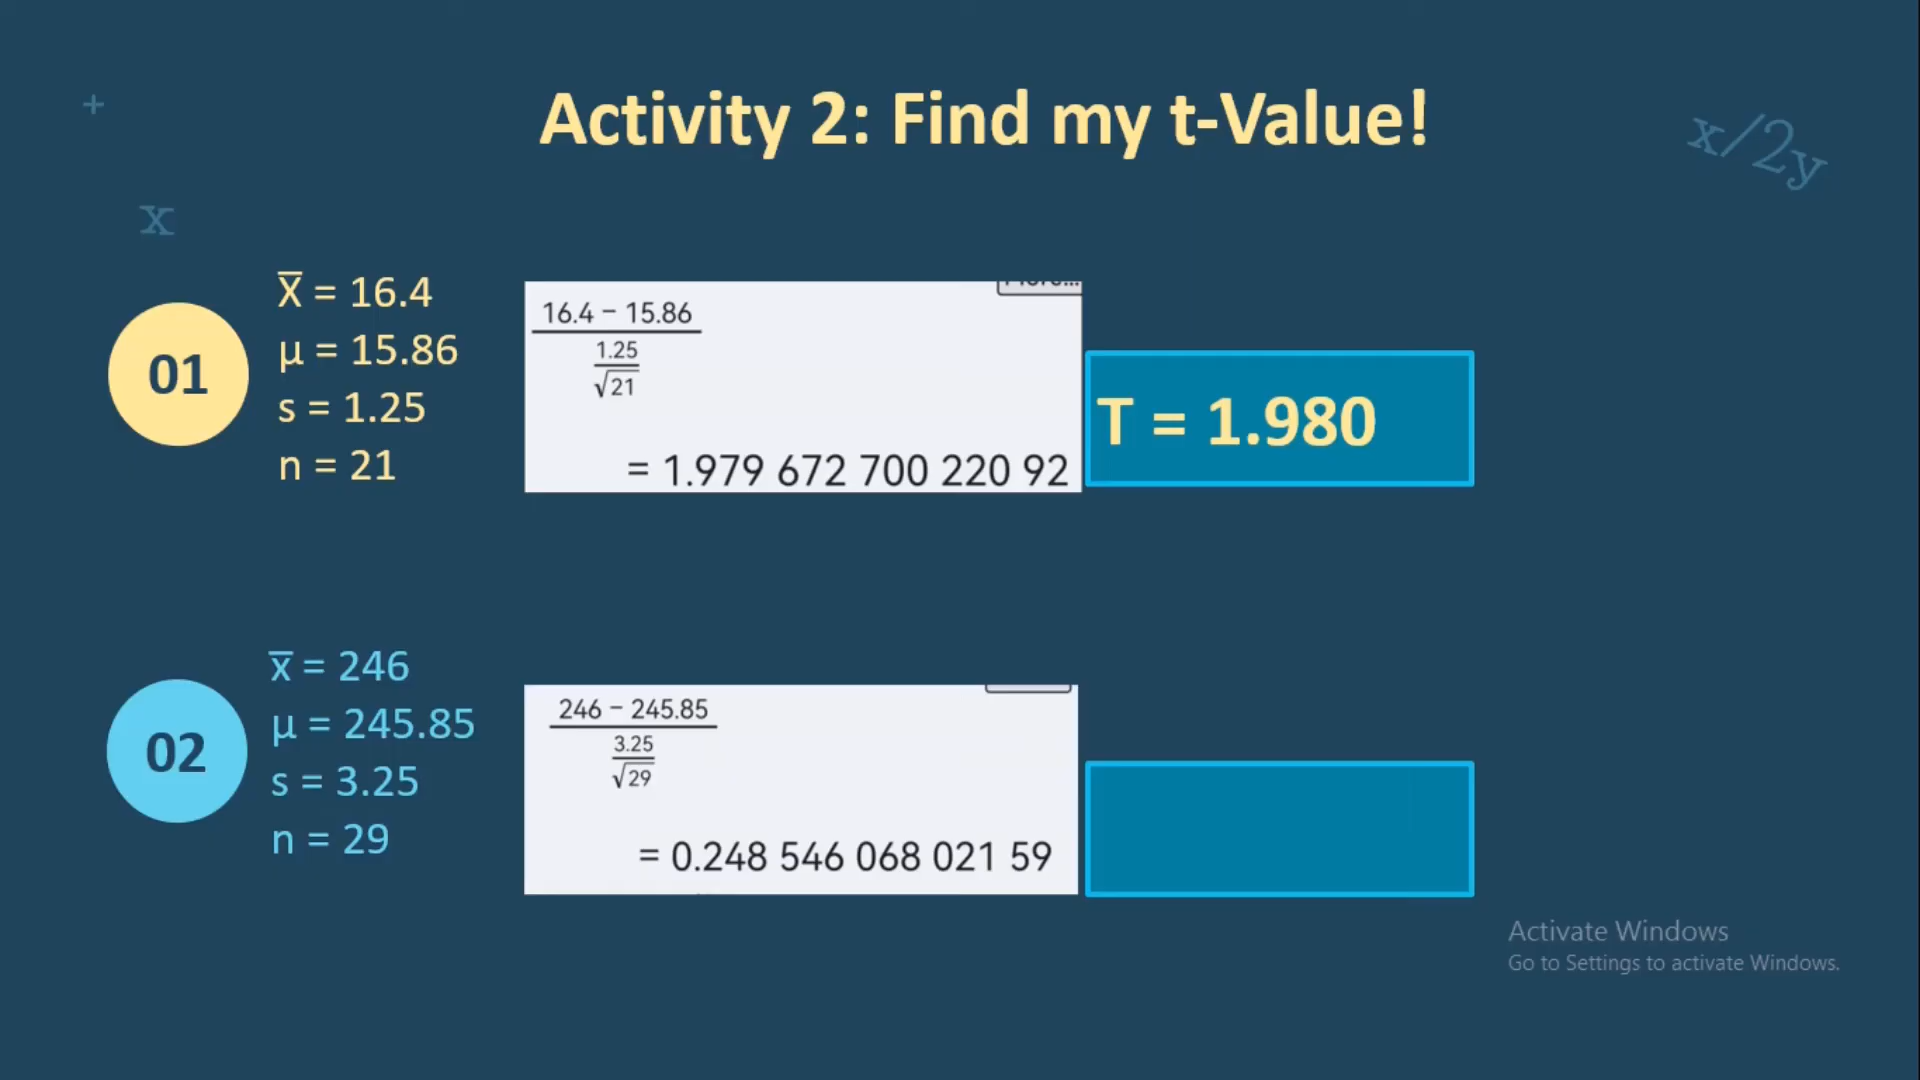 Activity 2: Find my t-Value!
+
x/2y
x
01
X̅ = 16.4
μ = 15.86
s = 1.25
n = 21
16.4 − 15.86
1.25
√21
= 1.979 672 700 220 92
T = 1.980
02
x̅ = 246
μ = 245.85
s = 3.25
n = 29
246 − 245.85
3.25
√29
= 0.248 546 068 021 59
Activate Windows
Go to Settings to activate Windows.